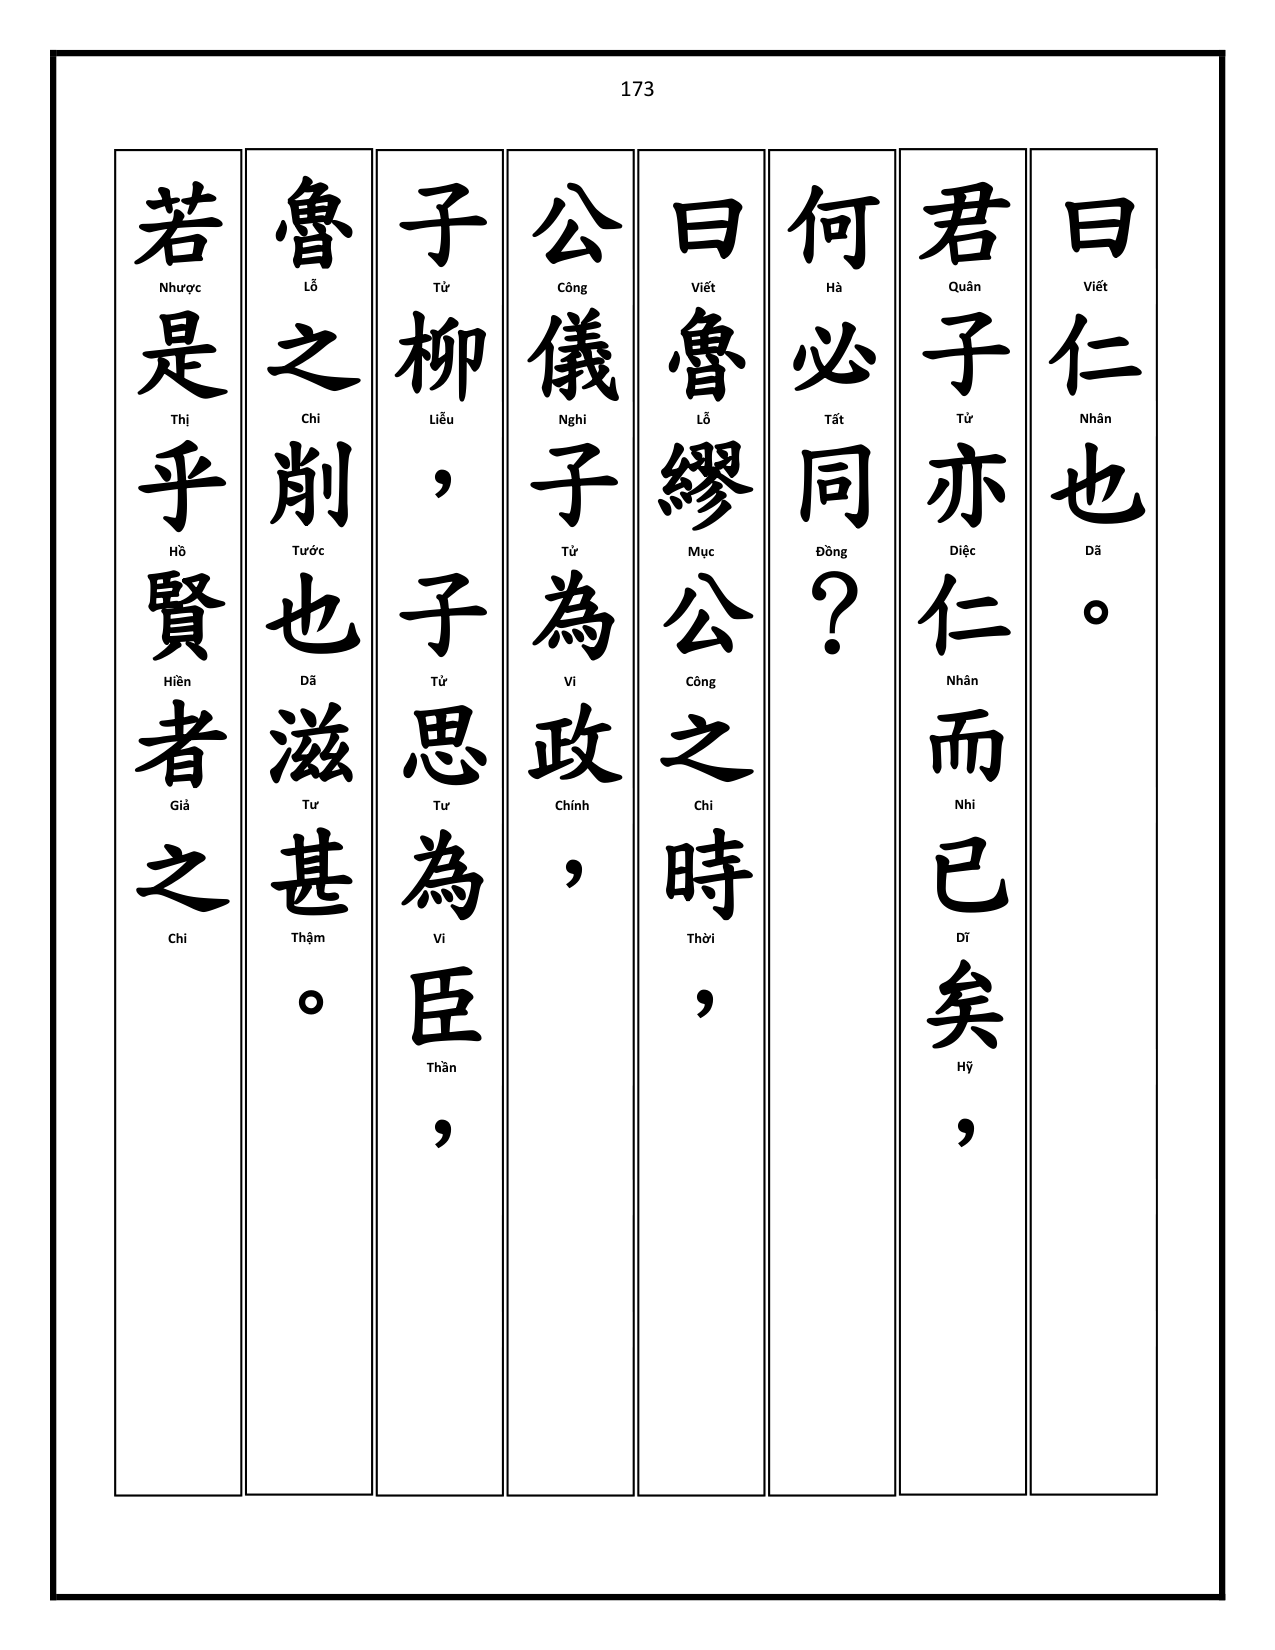 173
曰仁也。
Viết Nhân Dã
君子亦仁而已矣，
Quân Tử Diệc Nhân Nhi Dĩ Hỹ
何必同？
Hà Tất Đồng
曰魯繆公之時，
Viết Lỗ Mục Công Chi Thời
公儀子為政，
Công Nghi Tử Vi Chính
子柳，子思為臣，
Tử Liễu Tử Tư Vi Thần
魯之削也滋甚。
Lỗ Chi Tước Dã Tư Thậm
若是乎賢者之
Nhược Thị Hồ Hiền Giả Chi